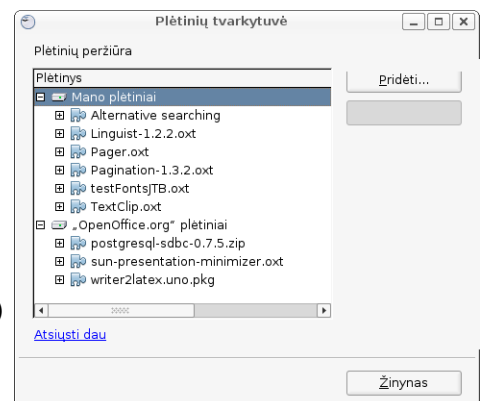 Plėtinių tvarkytuvė
Plėtinių peržiūra
Plėtinys
Pridėti...
Mano plėtiniai
Alternative searching
Linguist-1.2.2.oxt
Pager.oxt
Pagination-1.3.2.oxt
testFontsJTB.oxt
TextClip.oxt
„OpenOffice.org“ plėtiniai
postgresql-sdbc-0.7.5.zip
sun-presentation-minimizer.oxt
writer2latex.uno.pkg
Atsiųsti dau
Žinynas